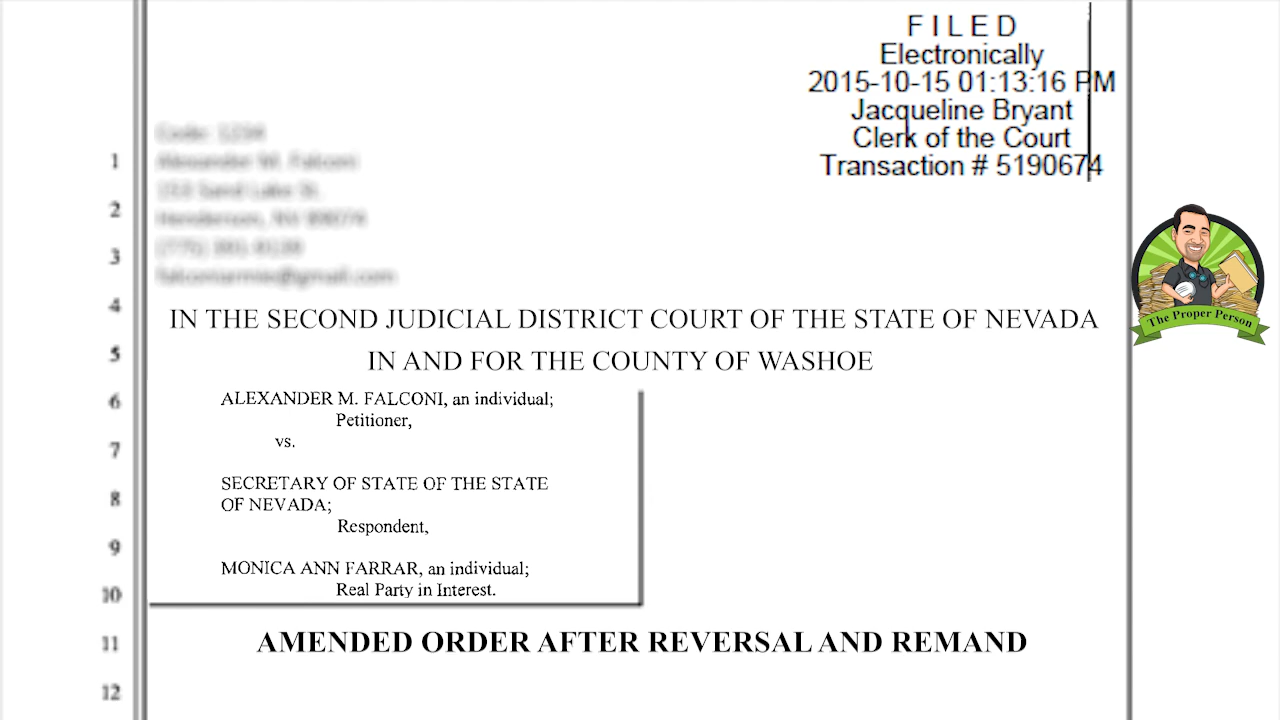 FILED
Electronically
2015-10-15 01:13:16 PM
Jacqueline Bryant
Clerk of the Court
Transaction # 5190674
1
2
3
4
IN THE SECOND JUDICIAL DISTRICT COURT OF THE STATE OF NEVADA
5
IN AND FOR THE COUNTY OF WASHOE
The Proper Person
6
ALEXANDER M. FALCONI, an individual;
Petitioner,
7
vs.
8
SECRETARY OF STATE OF THE STATE
OF NEVADA;
Respondent,
9
MONICA ANN FARRAR, an individual;
10
Real Party in Interest.
11
AMENDED ORDER AFTER REVERSAL AND REMAND
12